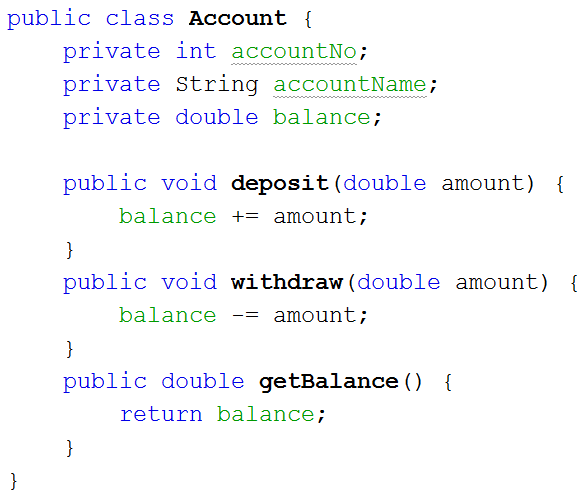 public class Account {
    private int accountNo;
    private String accountName;
    private double balance;

    public void deposit(double amount) {
        balance += amount;
    }
    public void withdraw(double amount) {
        balance -= amount;
    }
    public double getBalance() {
        return balance;
    }
}